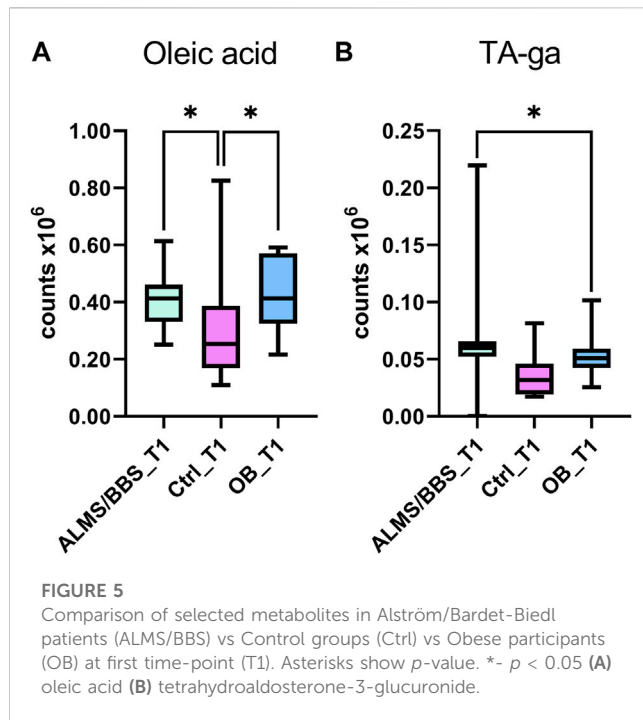 A
Oleic acid
*
*
counts x10⁶
1.00
0.80
0.60
0.40
0.20
0.00
ALMS/BBS_T1
Ctrl_T1
OB_T1
B
TA-ga
*
counts x10⁶
0.25
0.20
0.15
0.10
0.05
0.00
ALMS/BBS_T1
Ctrl_T1
OB_T1
FIGURE 5
Comparison of selected metabolites in Alström/Bardet-Biedl
patients (ALMS/BBS) vs Control groups (Ctrl) vs Obese participants
(OB) at first time-point (T1). Asterisks show p-value. *- p < 0.05 (A)
oleic acid (B) tetrahydroaldosterone-3-glucuronide.